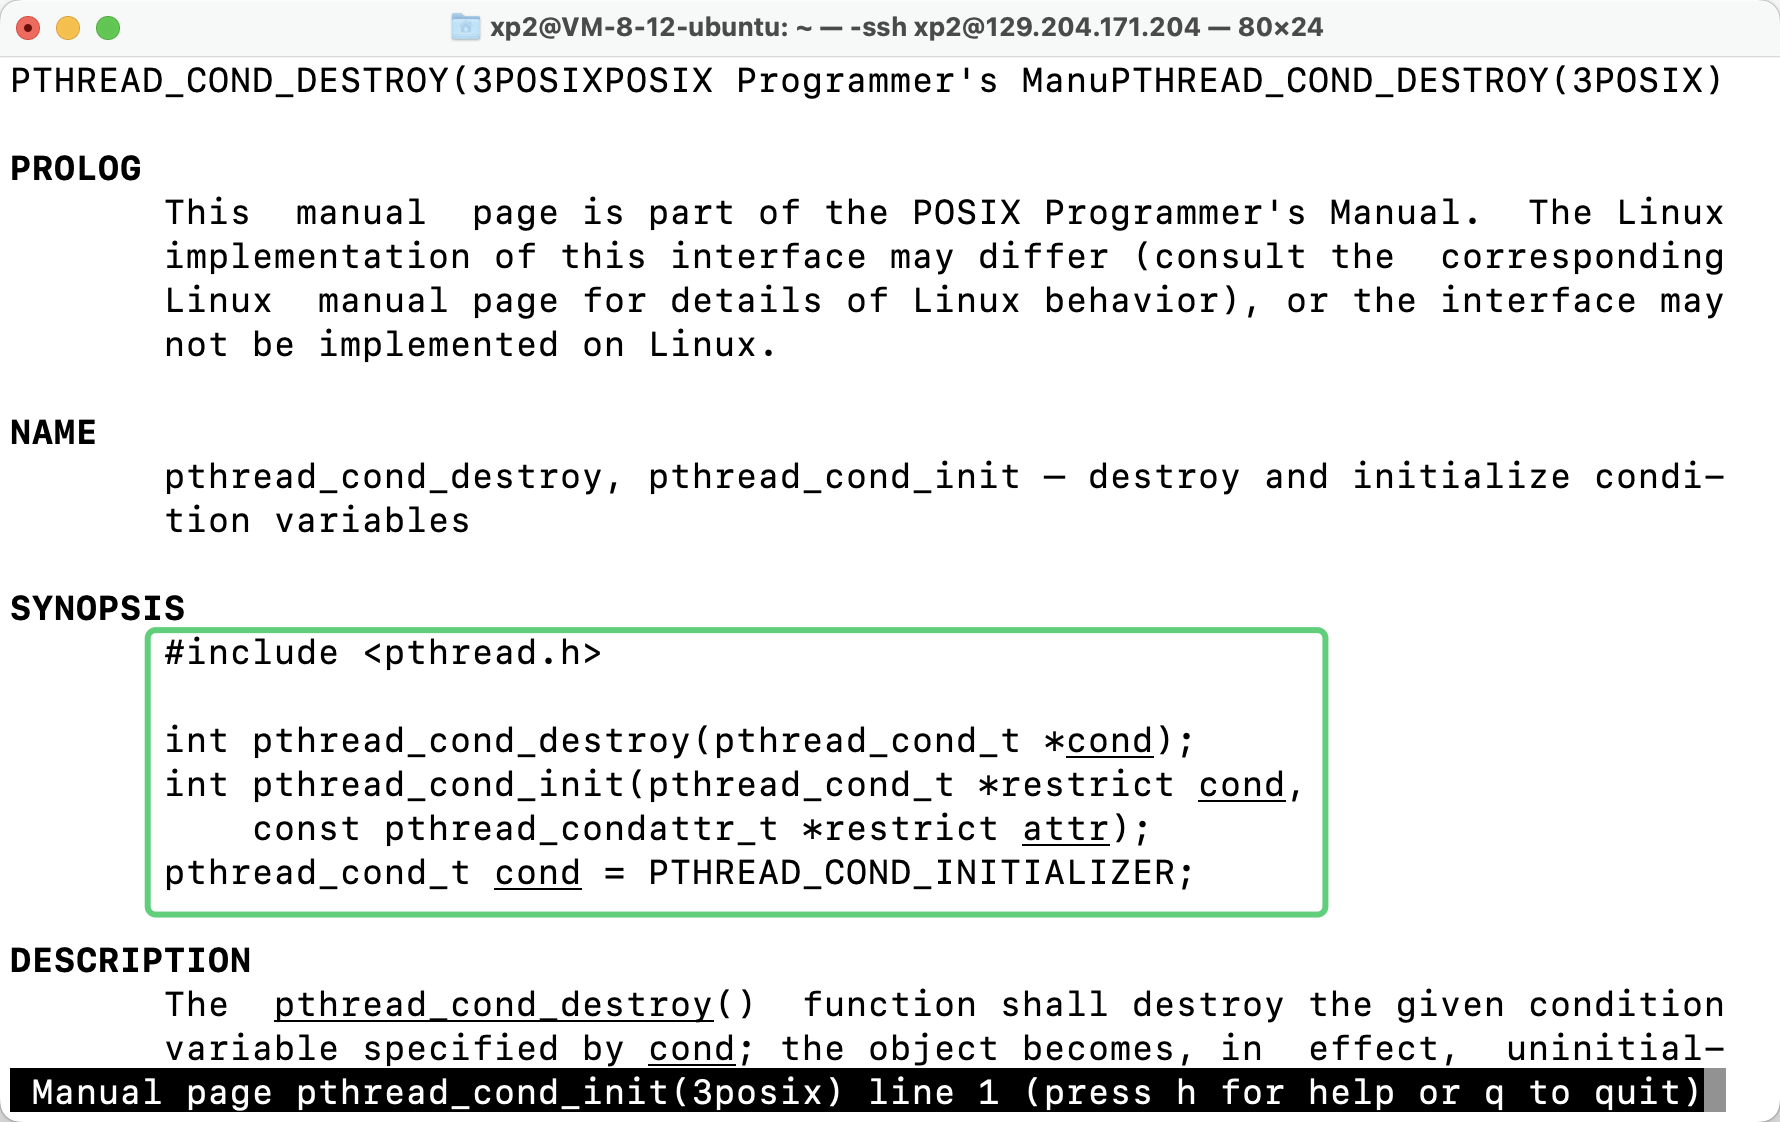 xp2@VM-8-12-ubuntu: ~ — -ssh xp2@129.204.171.204 — 80×24
PTHREAD_COND_DESTROY(3POSIXPOSIX Programmer's ManuPTHREAD_COND_DESTROY(3POSIX)
PROLOG
This manual page is part of the POSIX Programmer's Manual. The Linux
implementation of this interface may differ (consult the corresponding
Linux manual page for details of Linux behavior), or the interface may
not be implemented on Linux.
NAME
pthread_cond_destroy, pthread_cond_init — destroy and initialize condi‐
tion variables
SYNOPSIS
#include <pthread.h>
int pthread_cond_destroy(pthread_cond_t *cond);
int pthread_cond_init(pthread_cond_t *restrict cond,
const pthread_condattr_t *restrict attr);
pthread_cond_t cond = PTHREAD_COND_INITIALIZER;
DESCRIPTION
The pthread_cond_destroy() function shall destroy the given condition
variable specified by cond; the object becomes, in effect, uninitial‐
Manual page pthread_cond_init(3posix) line 1 (press h for help or q to quit)